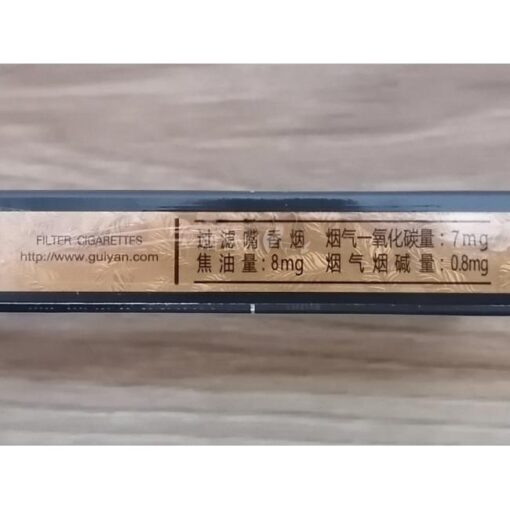 FILTER CIGARETTES
http://www.guiyan.com
过滤嘴香烟 烟气一氧化碳量：7mg
焦油量：8mg 烟气烟碱量：0.8mg